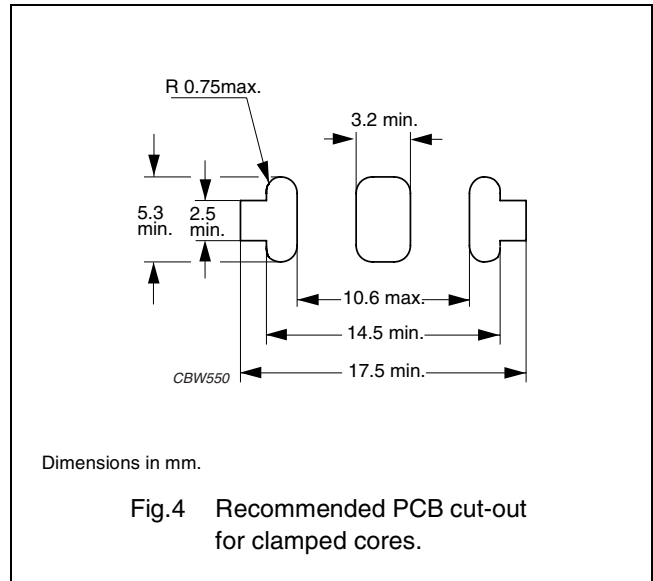 R 0.75max.
3.2 min.
5.3
min.
2.5
min.
10.6 max.
14.5 min.
17.5 min.
CBW550
Dimensions in mm.
Fig.4 Recommended PCB cut-out
for clamped cores.